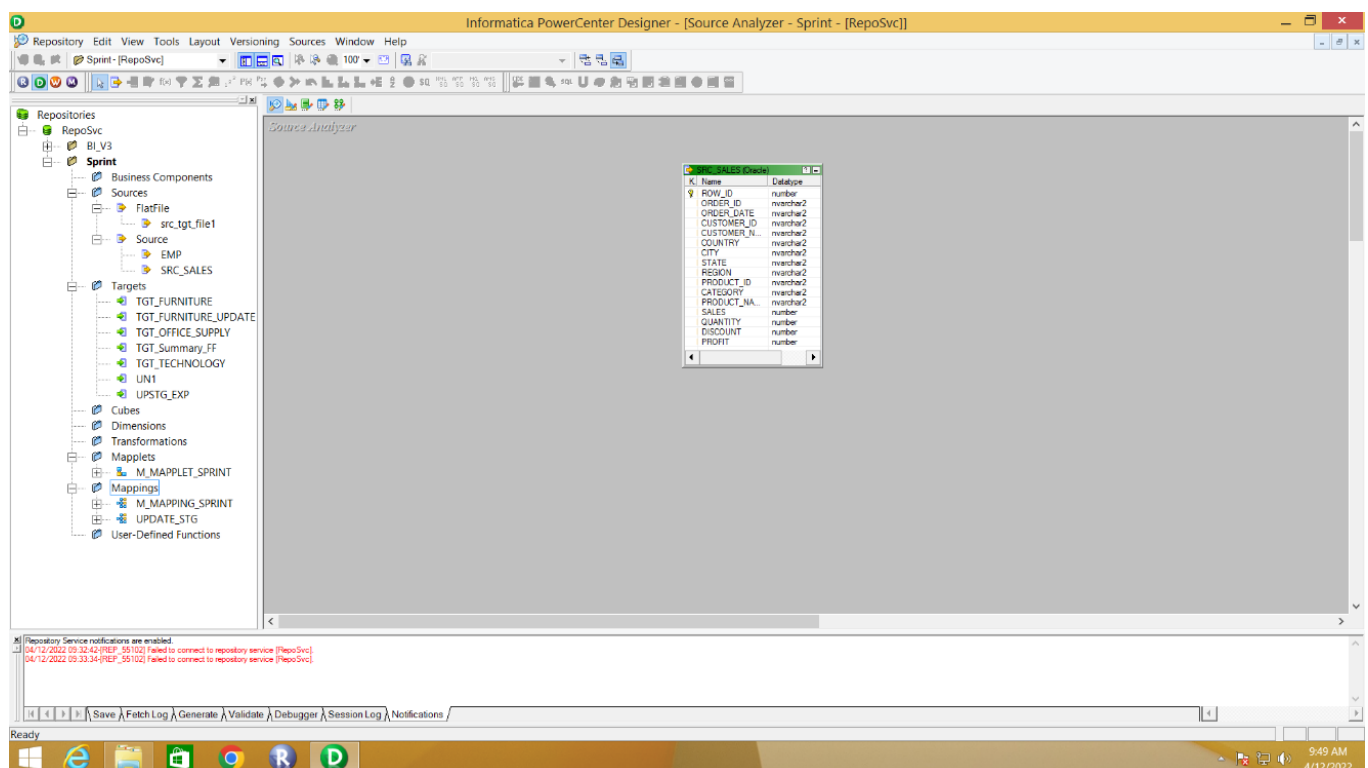 Informatica PowerCenter Designer - [Source Analyzer - Sprint - [RepoSvc]]
Repository Edit View Tools Layout Versioning Sources Window Help
Sprint - [RepoSvc]
100%
Repositories
RepoSvc
BI_V3
Sprint
Business Components
Sources
FlatFile
src_tgt_file1
Source
EMP
SRC_SALES
Targets
TGT_FURNITURE
TGT_FURNITURE_UPDATE
TGT_OFFICE_SUPPLY
TGT_Summary_FF
TGT_TECHNOLOGY
UN1
UPSTG_EXP
Cubes
Dimensions
Transformations
Mapplets
M_MAPPLET_SPRINT
Mappings
M_MAPPING_SPRINT
UPDATE_STG
User-Defined Functions
Source Analyzer
SRC_SALES (Oracle)
K. Name Datatype
ROW_ID number
ORDER_ID nvarchar2
ORDER_DATE nvarchar2
CUSTOMER_ID nvarchar2
CUSTOMER_N... nvarchar2
COUNTRY nvarchar2
CITY nvarchar2
STATE nvarchar2
REGION nvarchar2
PRODUCT_ID nvarchar2
CATEGORY nvarchar2
PRODUCT_NA... nvarchar2
SALES number
QUANTITY number
DISCOUNT number
PROFIT number
Repository Service notifications are enabled.
04/12/2022 09:32:42-[REP_55102] Failed to connect to repository service [RepoSvc].
04/12/2022 09:33:34-[REP_55102] Failed to connect to repository service [RepoSvc].
Save Fetch Log Generate Validate Debugger Session Log Notifications
Ready
9:49 AM
4/12/2022